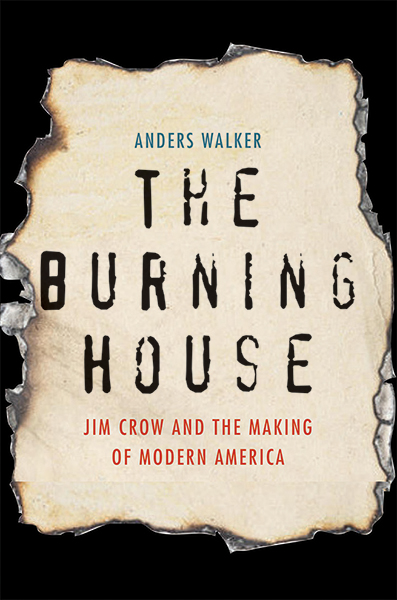 ANDERS WALKER
THE
BURNING
HOUSE
JIM CROW AND THE MAKING
OF MODERN AMERICA